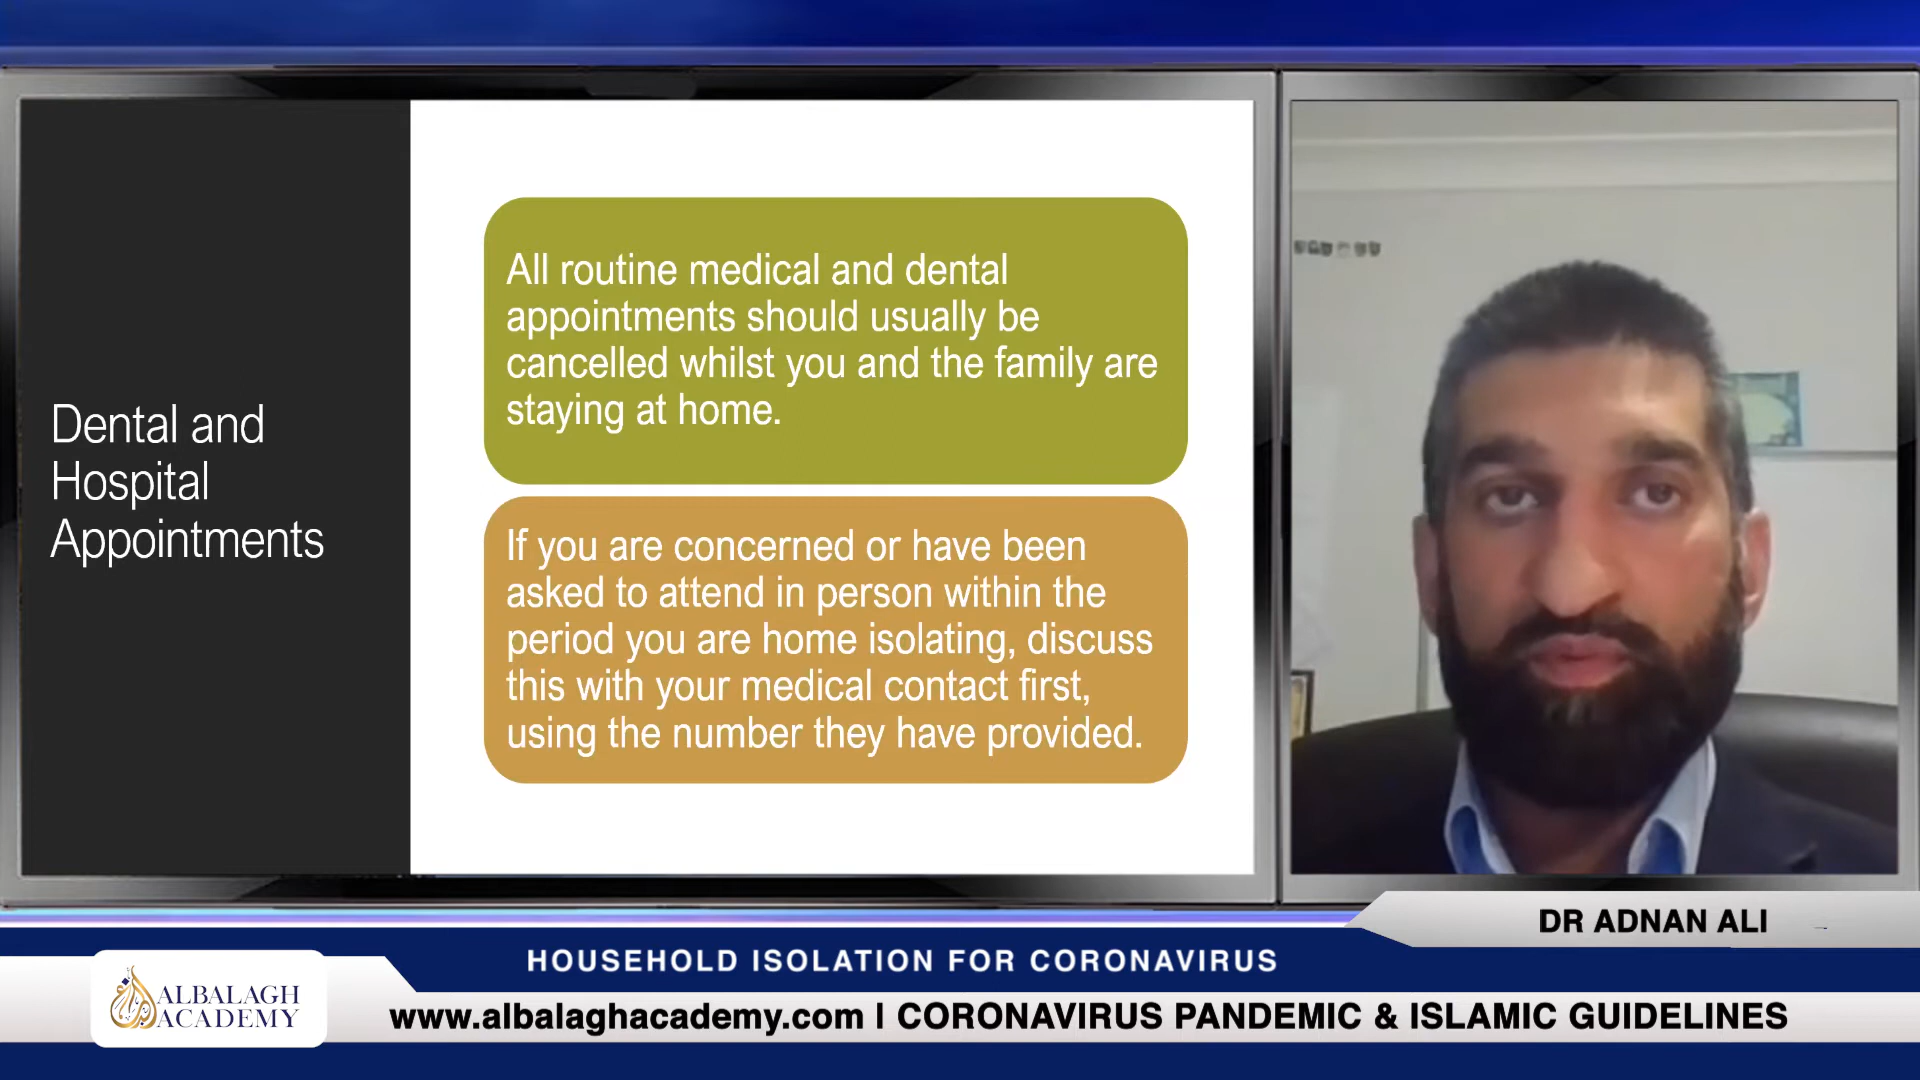 Dental and
Hospital
Appointments
All routine medical and dental
appointments should usually be
cancelled whilst you and the family are
staying at home.
If you are concerned or have been
asked to attend in person within the
period you are home isolating, discuss
this with your medical contact first,
using the number they have provided.
DR ADNAN ALI
HOUSEHOLD ISOLATION FOR CORONAVIRUS
ALBALAGH
ACADEMY
www.albalaghacademy.com | CORONAVIRUS PANDEMIC & ISLAMIC GUIDELINES